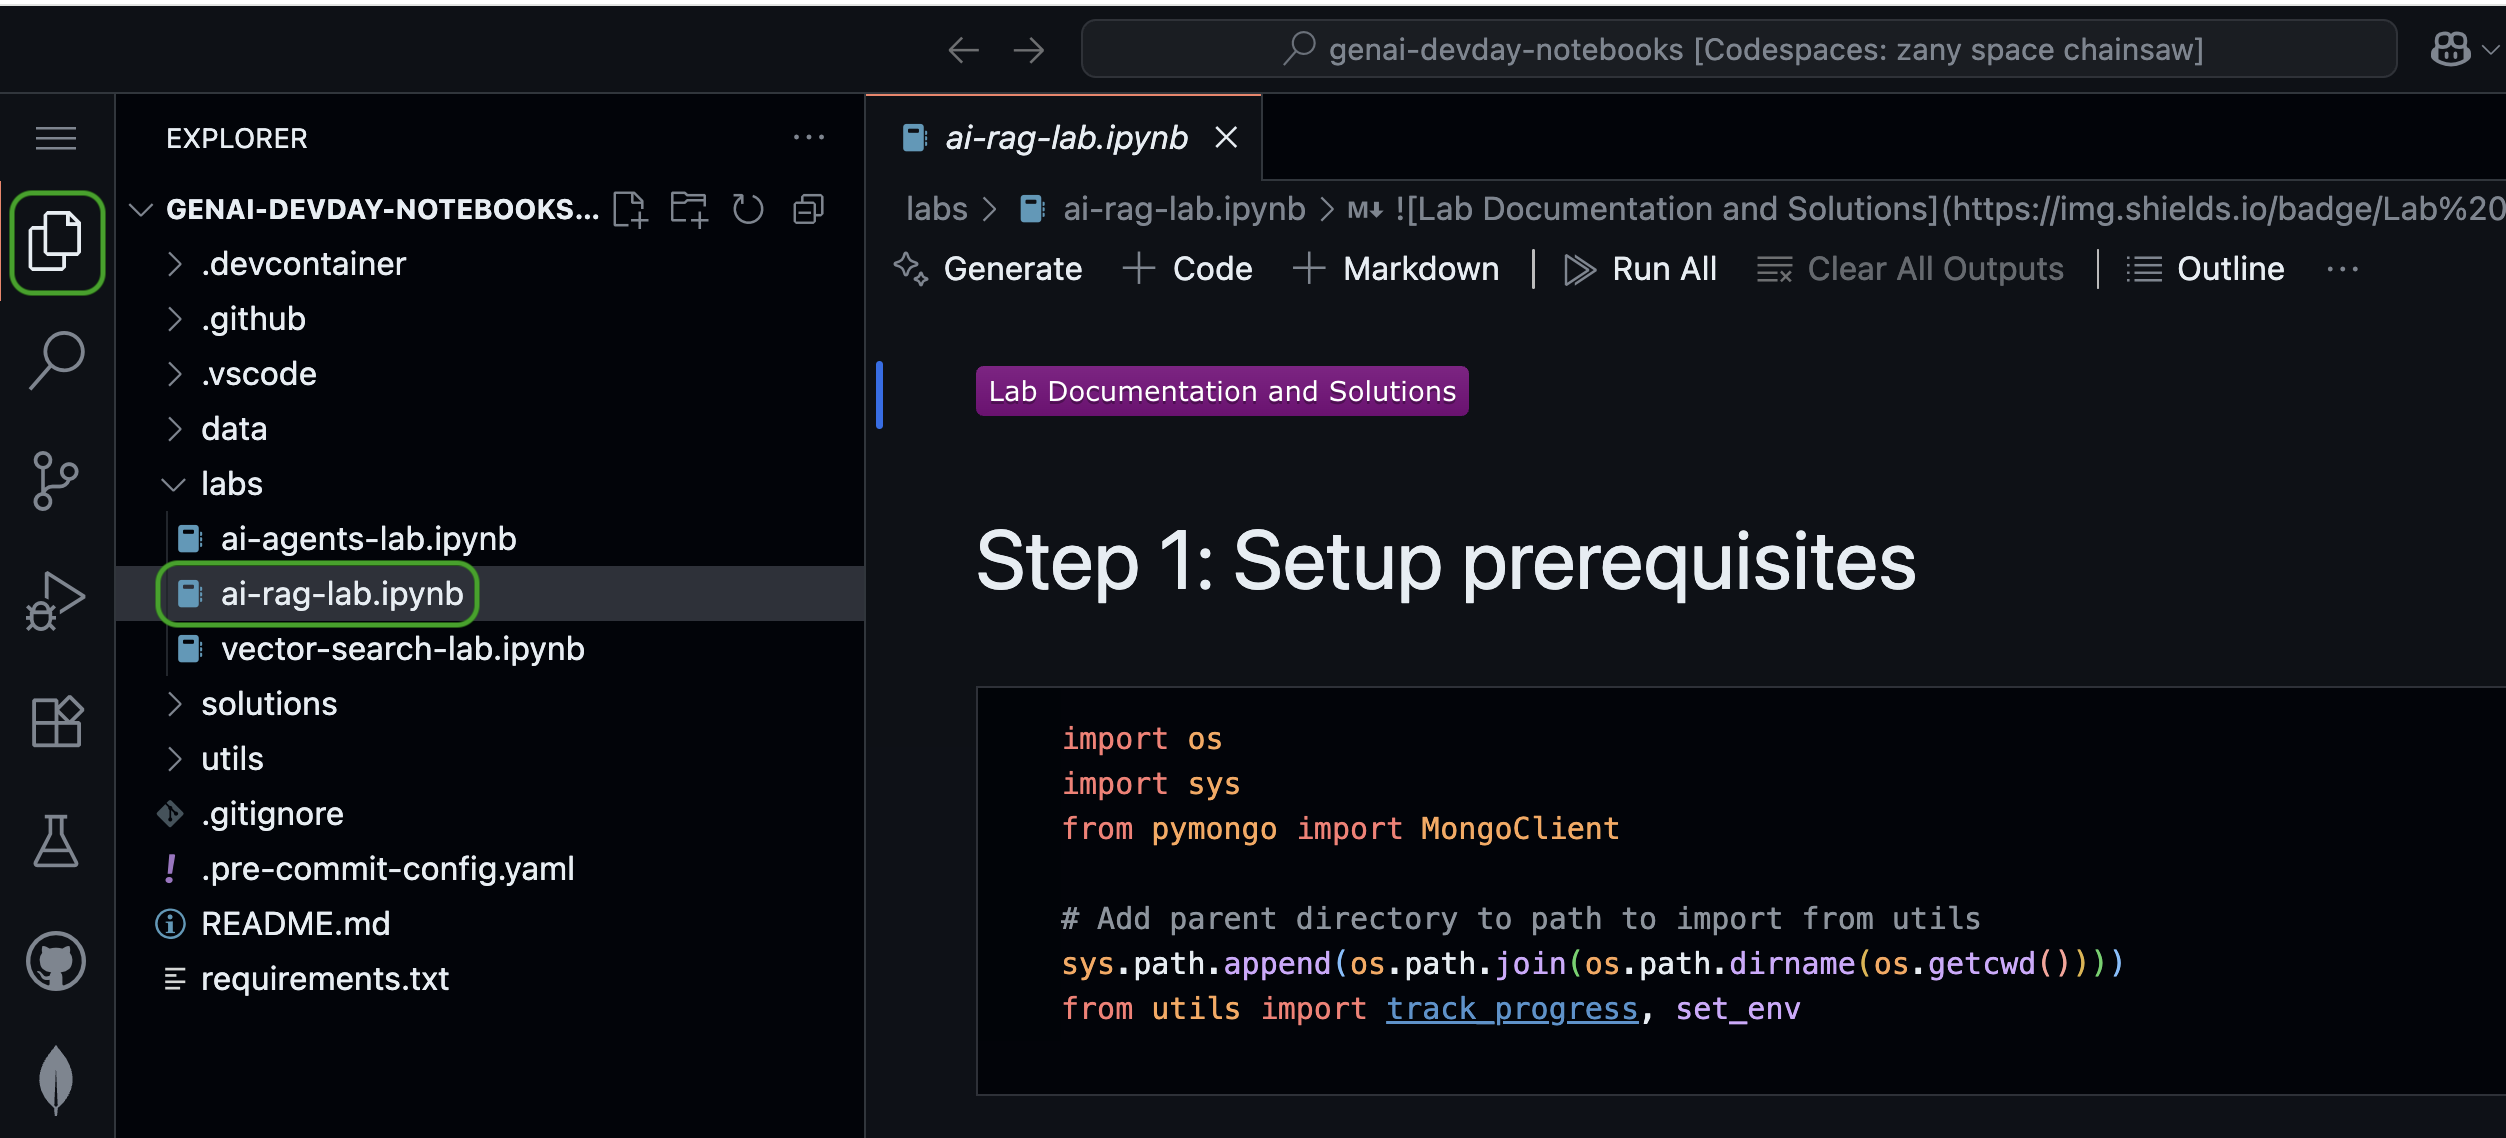 genai-devday-notebooks [Codespaces: zany space chainsaw]
EXPLORER
GENAI-DEVDAY-NOTEBOOKS...
.devcontainer
.github
.vscode
data
labs
ai-agents-lab.ipynb
ai-rag-lab.ipynb
vector-search-lab.ipynb
solutions
utils
.gitignore
.pre-commit-config.yaml
README.md
requirements.txt
ai-rag-lab.ipynb
labs > ai-rag-lab.ipynb > M↓ ![Lab Documentation and Solutions](https://img.shields.io/badge/Lab%20
Generate + Code + Markdown | Run All Clear All Outputs | Outline ...
Lab Documentation and Solutions
Step 1: Setup prerequisites
import os
import sys
from pymongo import MongoClient
# Add parent directory to path to import from utils
sys.path.append(os.path.join(os.path.dirname(os.getcwd())))
from utils import track_progress, set_env